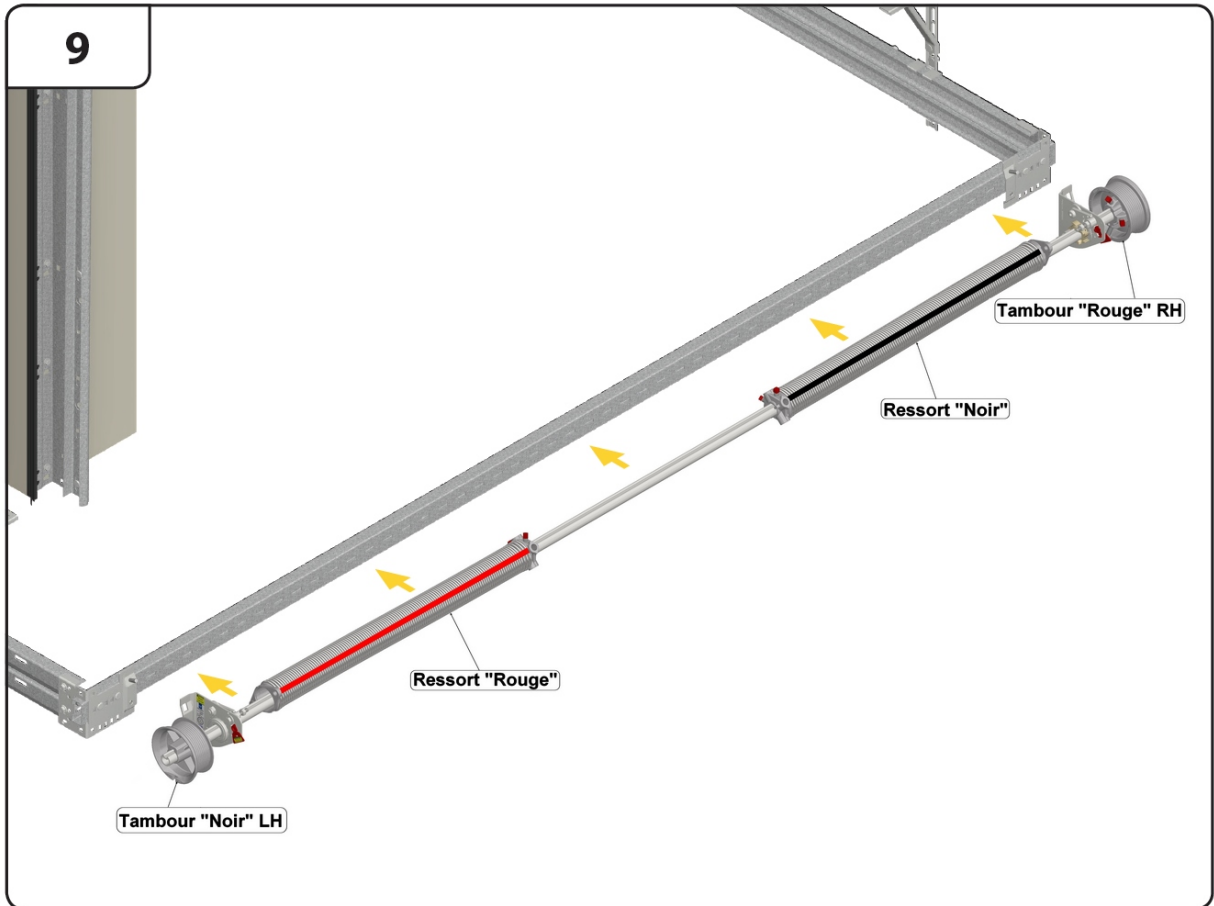 9
Tambour "Rouge" RH
Ressort "Noir"
Ressort "Rouge"
Tambour "Noir" LH